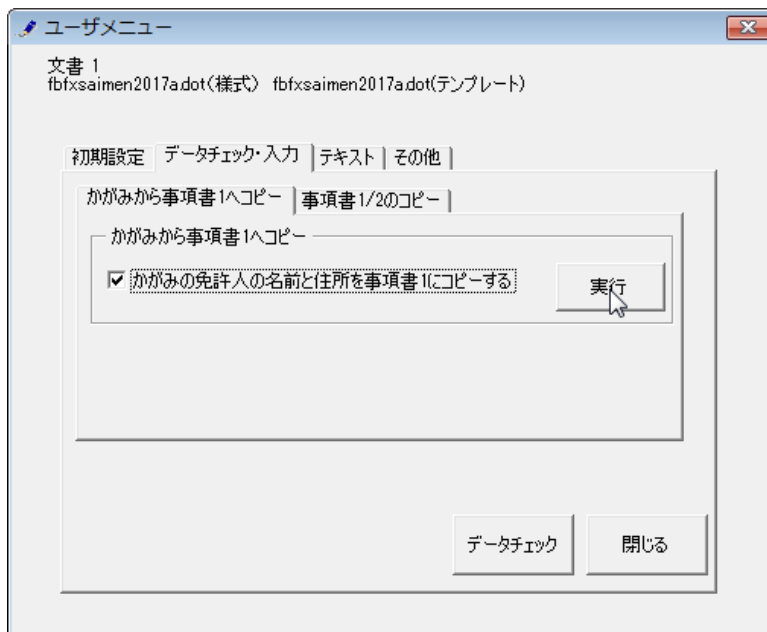 ユーザメニュー
文書 1
fbfxsaimen2017a.dot(様式) fbfxsaimen2017a.dot(テンプレート)
初期設定 データチェック・入力 テキスト その他
かがみから事項書1へコピー 事項書1/2のコピー
かがみから事項書1へコピー
かがみの免許人の名前と住所を事項書1にコピーする 実行
データチェック 閉じる